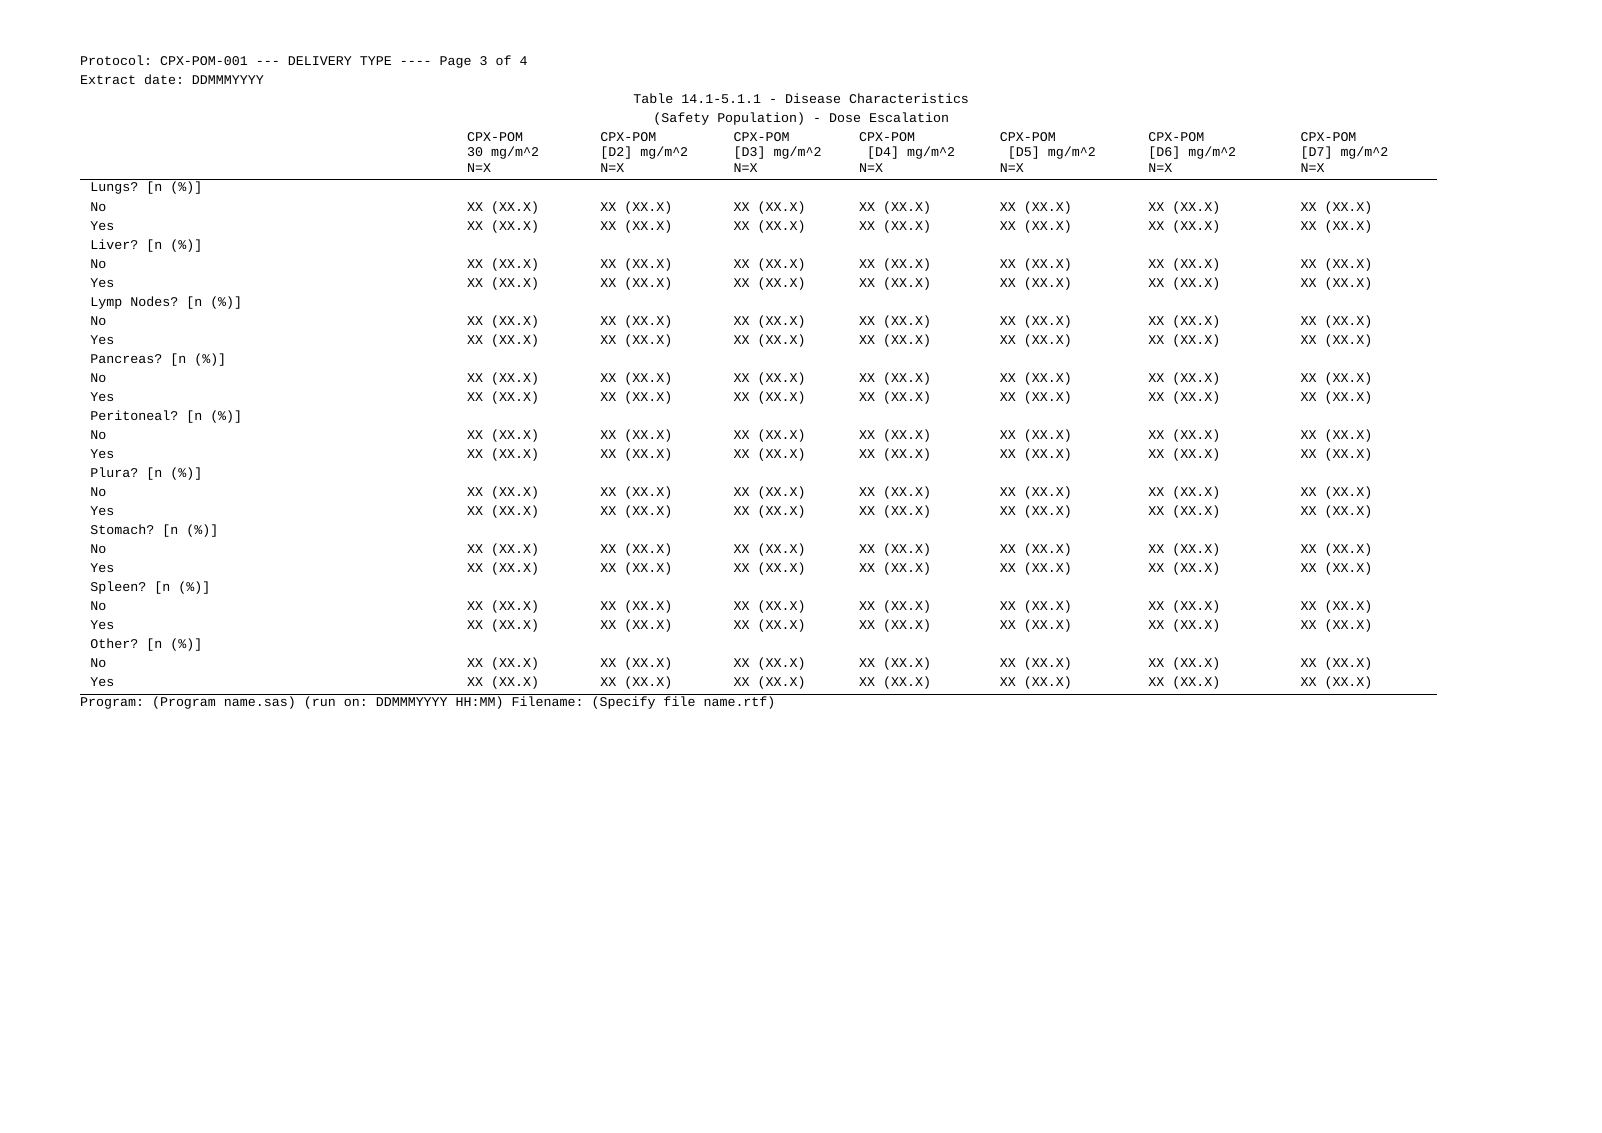 Protocol: CPX-POM-001 --- DELIVERY TYPE ---- Page 3 of 4
Extract date: DDMMMYYYY
Table 14.1-5.1.1 - Disease Characteristics
(Safety Population) - Dose Escalation
CPX-POM CPX-POM CPX-POM CPX-POM CPX-POM CPX-POM CPX-POM
30 mg/m^2 [D2] mg/m^2 [D3] mg/m^2 [D4] mg/m^2 [D5] mg/m^2 [D6] mg/m^2 [D7] mg/m^2
N=X N=X N=X N=X N=X N=X N=X
Lungs? [n (%)]
No XX (XX.X) XX (XX.X) XX (XX.X) XX (XX.X) XX (XX.X) XX (XX.X) XX (XX.X)
Yes XX (XX.X) XX (XX.X) XX (XX.X) XX (XX.X) XX (XX.X) XX (XX.X) XX (XX.X)
Liver? [n (%)]
No XX (XX.X) XX (XX.X) XX (XX.X) XX (XX.X) XX (XX.X) XX (XX.X) XX (XX.X)
Yes XX (XX.X) XX (XX.X) XX (XX.X) XX (XX.X) XX (XX.X) XX (XX.X) XX (XX.X)
Lymp Nodes? [n (%)]
No XX (XX.X) XX (XX.X) XX (XX.X) XX (XX.X) XX (XX.X) XX (XX.X) XX (XX.X)
Yes XX (XX.X) XX (XX.X) XX (XX.X) XX (XX.X) XX (XX.X) XX (XX.X) XX (XX.X)
Pancreas? [n (%)]
No XX (XX.X) XX (XX.X) XX (XX.X) XX (XX.X) XX (XX.X) XX (XX.X) XX (XX.X)
Yes XX (XX.X) XX (XX.X) XX (XX.X) XX (XX.X) XX (XX.X) XX (XX.X) XX (XX.X)
Peritoneal? [n (%)]
No XX (XX.X) XX (XX.X) XX (XX.X) XX (XX.X) XX (XX.X) XX (XX.X) XX (XX.X)
Yes XX (XX.X) XX (XX.X) XX (XX.X) XX (XX.X) XX (XX.X) XX (XX.X) XX (XX.X)
Plura? [n (%)]
No XX (XX.X) XX (XX.X) XX (XX.X) XX (XX.X) XX (XX.X) XX (XX.X) XX (XX.X)
Yes XX (XX.X) XX (XX.X) XX (XX.X) XX (XX.X) XX (XX.X) XX (XX.X) XX (XX.X)
Stomach? [n (%)]
No XX (XX.X) XX (XX.X) XX (XX.X) XX (XX.X) XX (XX.X) XX (XX.X) XX (XX.X)
Yes XX (XX.X) XX (XX.X) XX (XX.X) XX (XX.X) XX (XX.X) XX (XX.X) XX (XX.X)
Spleen? [n (%)]
No XX (XX.X) XX (XX.X) XX (XX.X) XX (XX.X) XX (XX.X) XX (XX.X) XX (XX.X)
Yes XX (XX.X) XX (XX.X) XX (XX.X) XX (XX.X) XX (XX.X) XX (XX.X) XX (XX.X)
Other? [n (%)]
No XX (XX.X) XX (XX.X) XX (XX.X) XX (XX.X) XX (XX.X) XX (XX.X) XX (XX.X)
Yes XX (XX.X) XX (XX.X) XX (XX.X) XX (XX.X) XX (XX.X) XX (XX.X) XX (XX.X)
Program: (Program name.sas) (run on: DDMMMYYYY HH:MM) Filename: (Specify file name.rtf)